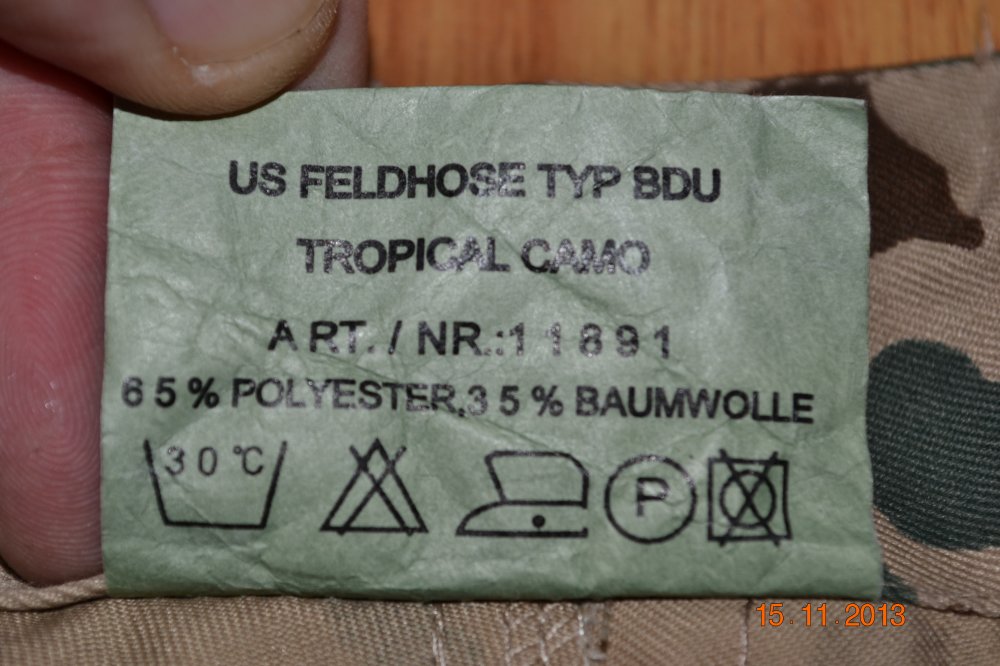 US FELDHOSE TYP BDU
TROPICAL CAMO
ART. / NR.:11891
65% POLYESTER,35% BAUMWOLLE
30°C
P
15.11.2013